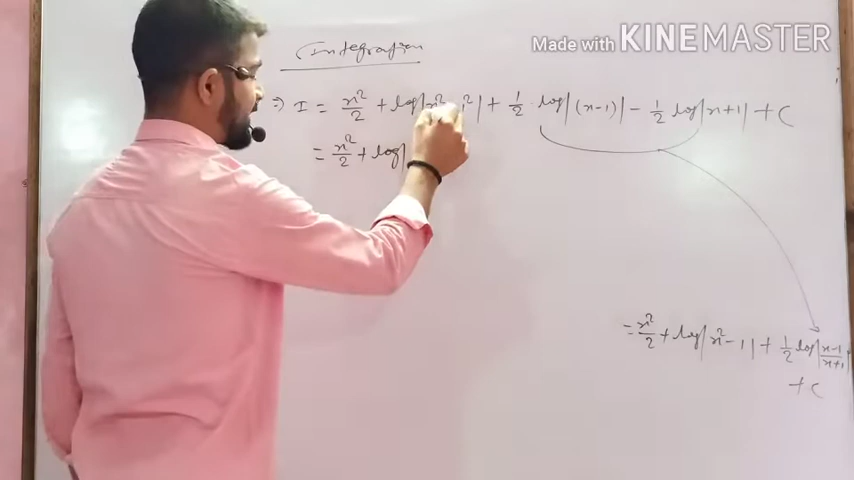 Made with KINEMASTER
Integration
⇒ I = x²/2 + log|x² 1²| + 1/2 log|(x-1)| - 1/2 log|x+1| + C
= x²/2 + log|
= x²/2 + log|x²-1| + 1/2 log|x-1/x+1|
+ C